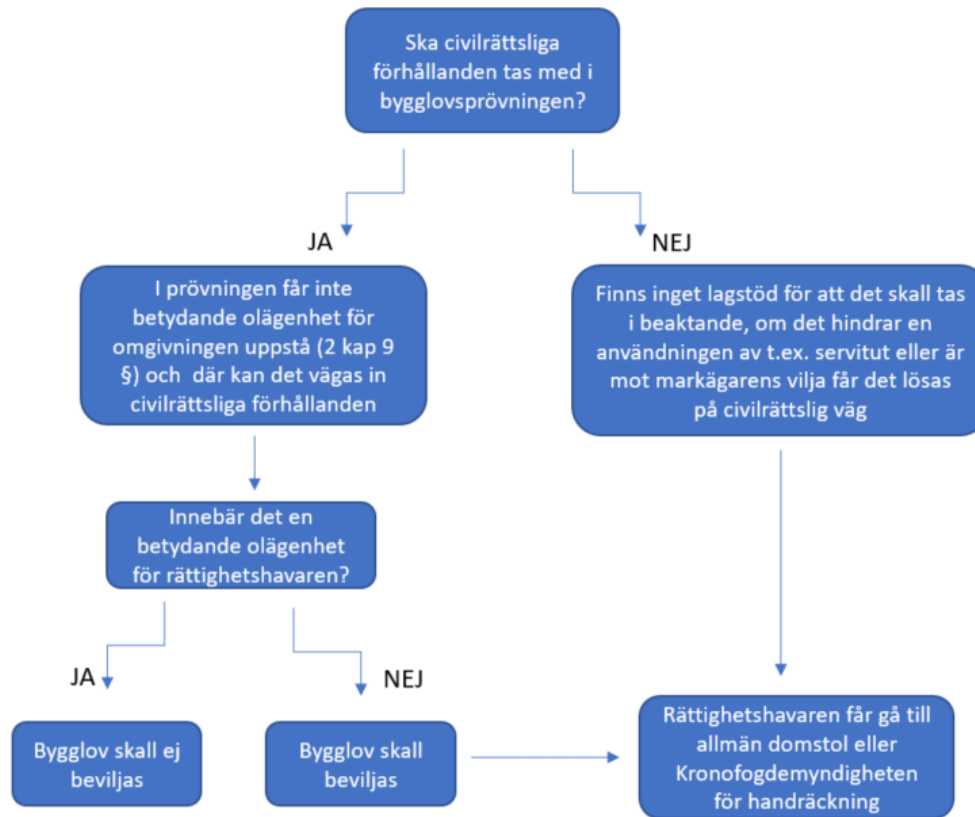 Ska civilrättsliga
förhållanden tas med i
bygglovsprövningen?
JA
NEJ
I prövningen får inte
betydande olägenhet för
omgivningen uppstå (2 kap 9
§) och  där kan det vägas in
civilrättsliga förhållanden
Finns inget lagstöd för att det skall tas
i beaktande, om det hindrar en
användningen av t.ex. servitut eller är
mot markägarens vilja får det lösas
på civilrättslig väg
Innebär det en
betydande olägenhet
för rättighetshavaren?
JA
NEJ
Bygglov skall ej
beviljas
Bygglov skall
beviljas
Rättighetshavaren får gå till
allmän domstol eller
Kronofogdemyndigheten
för handräckning